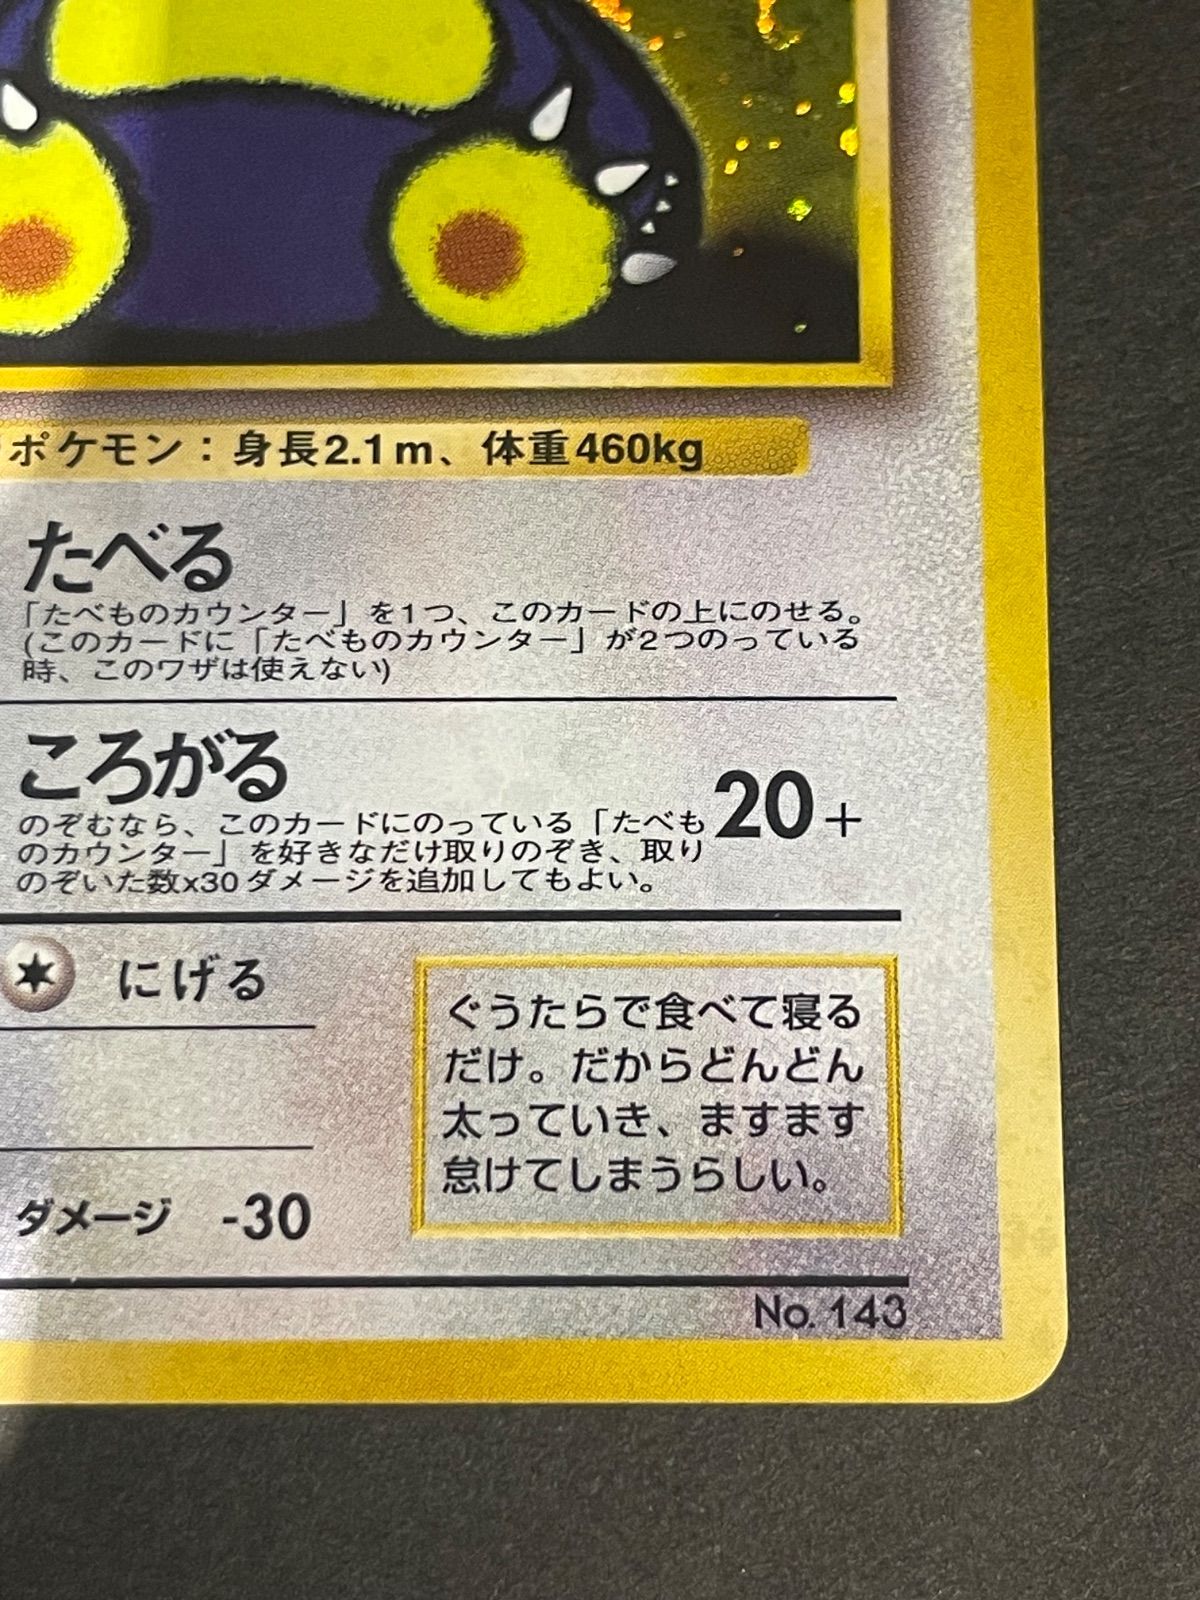 ポケモン：身長2.1m、体重460kg
たべる
「たべものカウンター」を1つ、このカードの上にのせる。
(このカードに「たべものカウンター」が2つのっている
時、このワザは使えない)
ころがる
20+
のぞむなら、このカードにのっている「たべも
のカウンター」を好きなだけ取りのぞき、取り
のぞいた数x30ダメージを追加してもよい。
にげる
ぐうたらで食べて寝る
だけ。だからどんどん
太っていき、ますます
怠けてしまうらしい。
ダメージ -30
No. 143